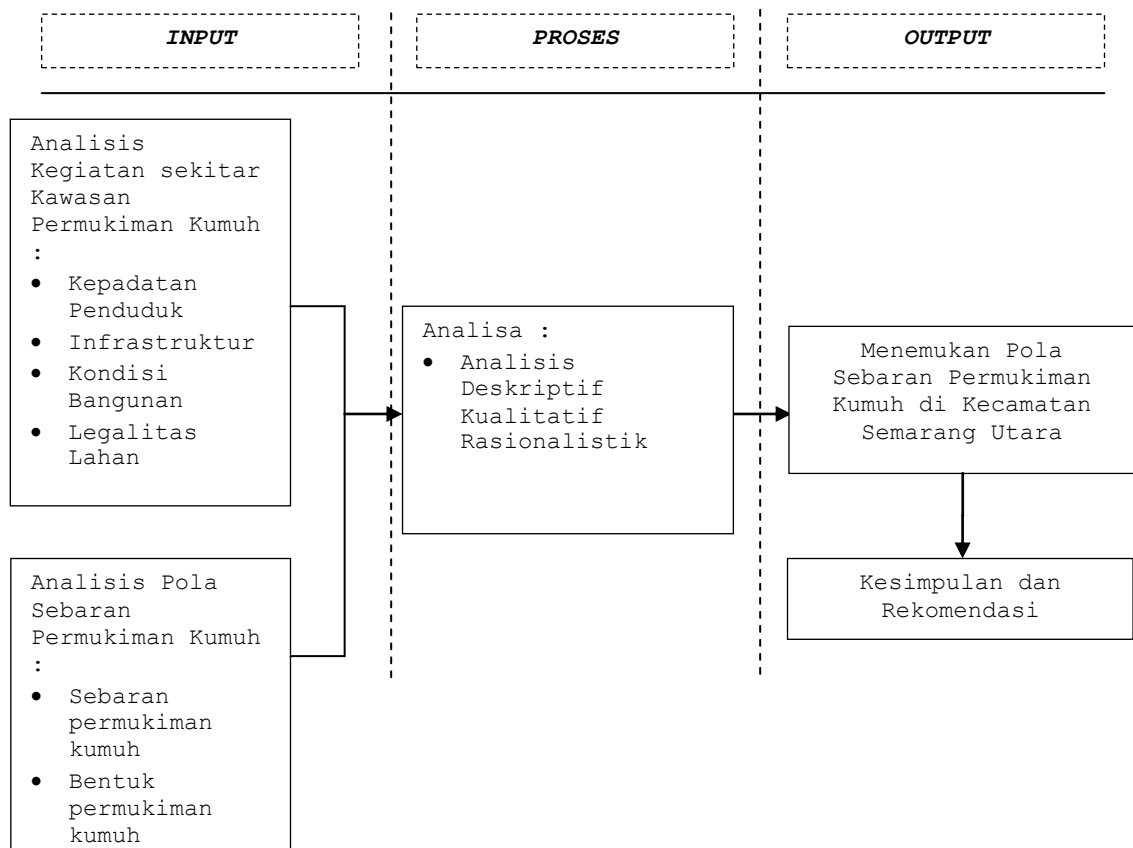 INPUT
PROSES
OUTPUT
Analisis
Kegiatan sekitar
Kawasan
Permukiman Kumuh
:
• Kepadatan
Penduduk
• Infrastruktur
• Kondisi
Bangunan
• Legalitas
Lahan
Analisis Pola
Sebaran
Permukiman Kumuh
:
• Sebaran
permukiman
kumuh
• Bentuk
permukiman
kumuh
Analisa :
• Analisis
Deskriptif
Kualitatif
Rasionalistik
Menemukan Pola
Sebaran Permukiman
Kumuh di Kecamatan
Semarang Utara
Kesimpulan dan
Rekomendasi